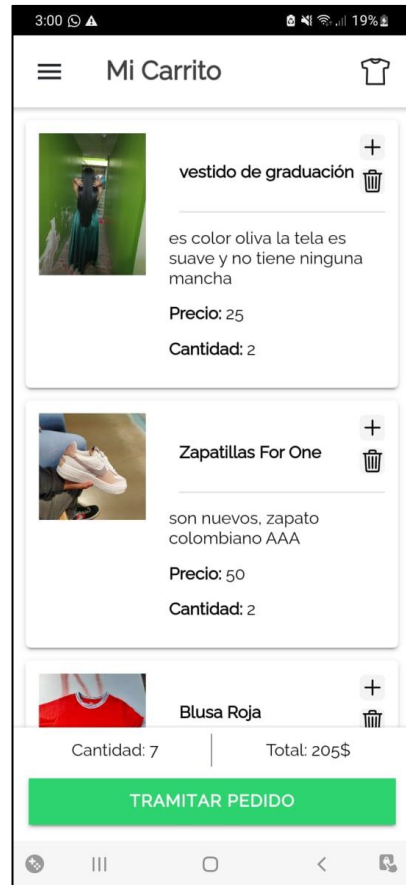 3:00
19%
Mi Carrito
vestido de graduación
es color oliva la tela es
suave y no tiene ninguna
mancha
Precio: 25
Cantidad: 2
Zapatillas For One
son nuevos, zapato
colombiano AAA
Precio: 50
Cantidad: 2
Blusa Roja
Cantidad: 7
Total: 205$
TRAMITAR PEDIDO